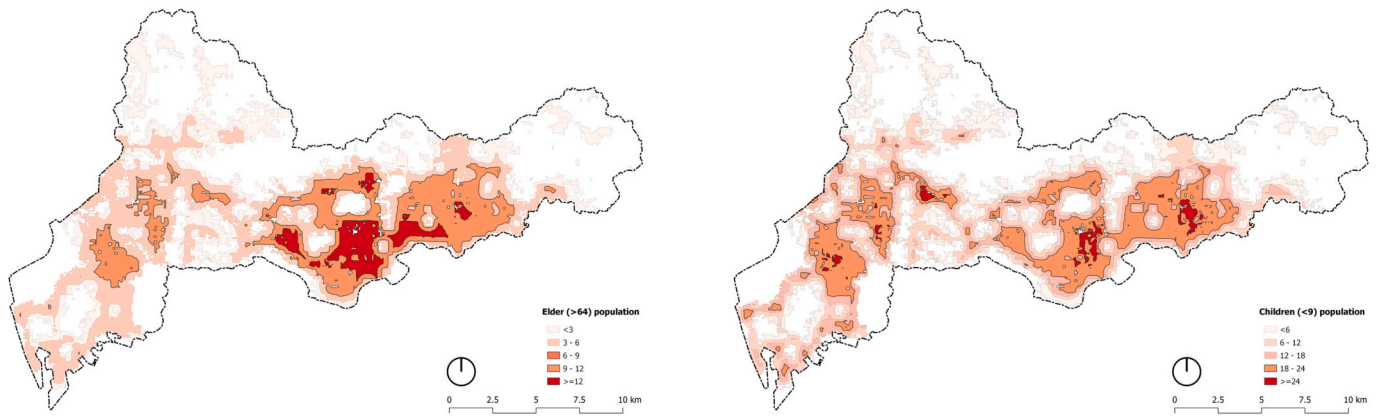 Elder (>64) population
<3
3 - 6
6 - 9
9 - 12
>=12
0 2.5 5 7.5 10 km
Children (<9) population
<6
6 - 12
12 - 18
18 - 24
>=24
0 2.5 5 7.5 10 km